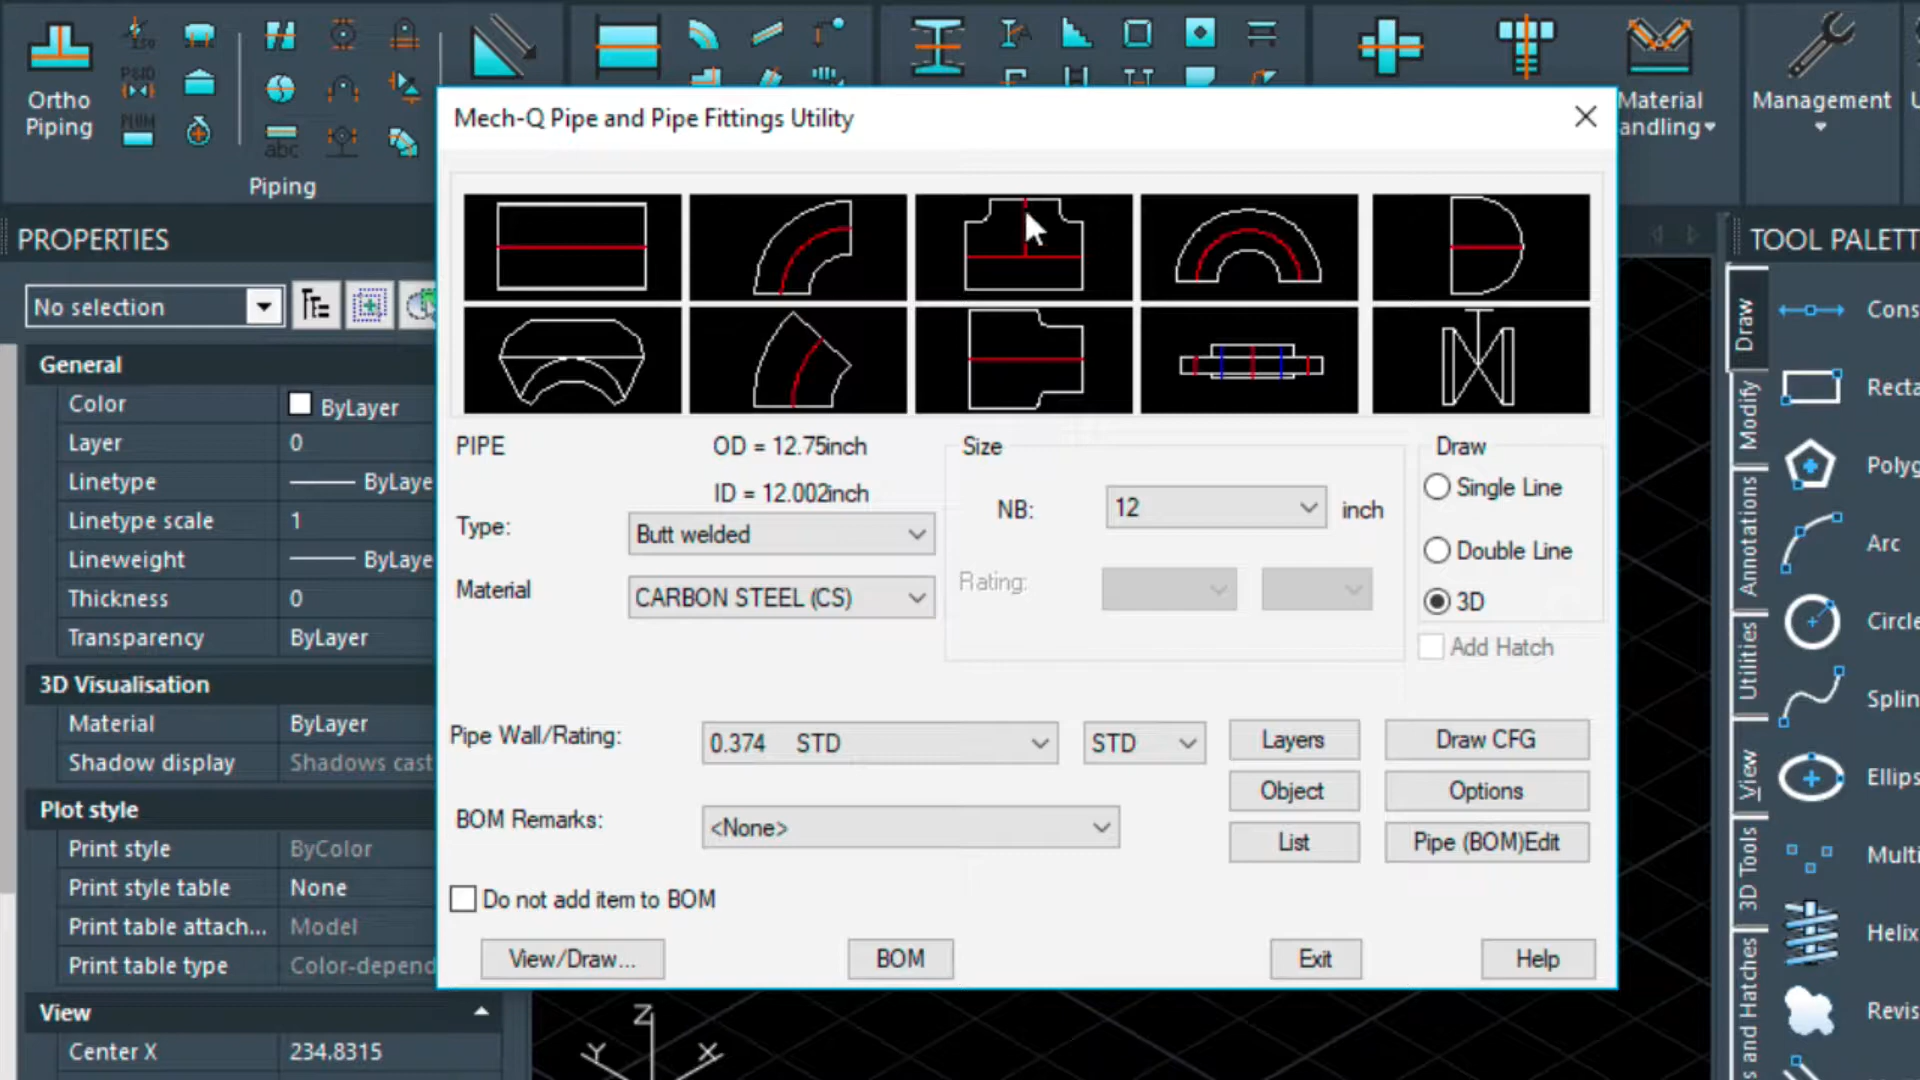 ISO
P&ID
PLUM
abc
Ortho
Piping
Piping
Material
andling
Management
Mech-Q Pipe and Pipe Fittings Utility
PROPERTIES
No selection
General
Color ByLayer
Layer 0
Linetype ByLaye
Linetype scale 1
Lineweight ByLaye
Thickness 0
Transparency ByLayer
3D Visualisation
Material ByLayer
Shadow display Shadows cast
Plot style
Print style ByColor
Print style table None
Print table attach... Model
Print table type Color-depend
View
Center X 234.8315
PIPE OD = 12.75inch
ID = 12.002inch
Type: Butt welded
Material CARBON STEEL (CS)
Size
NB: 12 inch
Rating:
Draw
Single Line
Double Line
3D
Add Hatch
Pipe Wall/Rating: 0.374 STD STD
Layers Draw CFG
Object Options
List Pipe (BOM)Edit
BOM Remarks: <None>
Do not add item to BOM
View/Draw... BOM Exit Help
Z
Y X
TOOL PALETT
Draw
Modify
Annotations
Utilities
View
3D Tools
s and Hatches
Cons
Recta
Polyg
Arc
Circle
Splin
Ellips
Multi
Helix
Revis